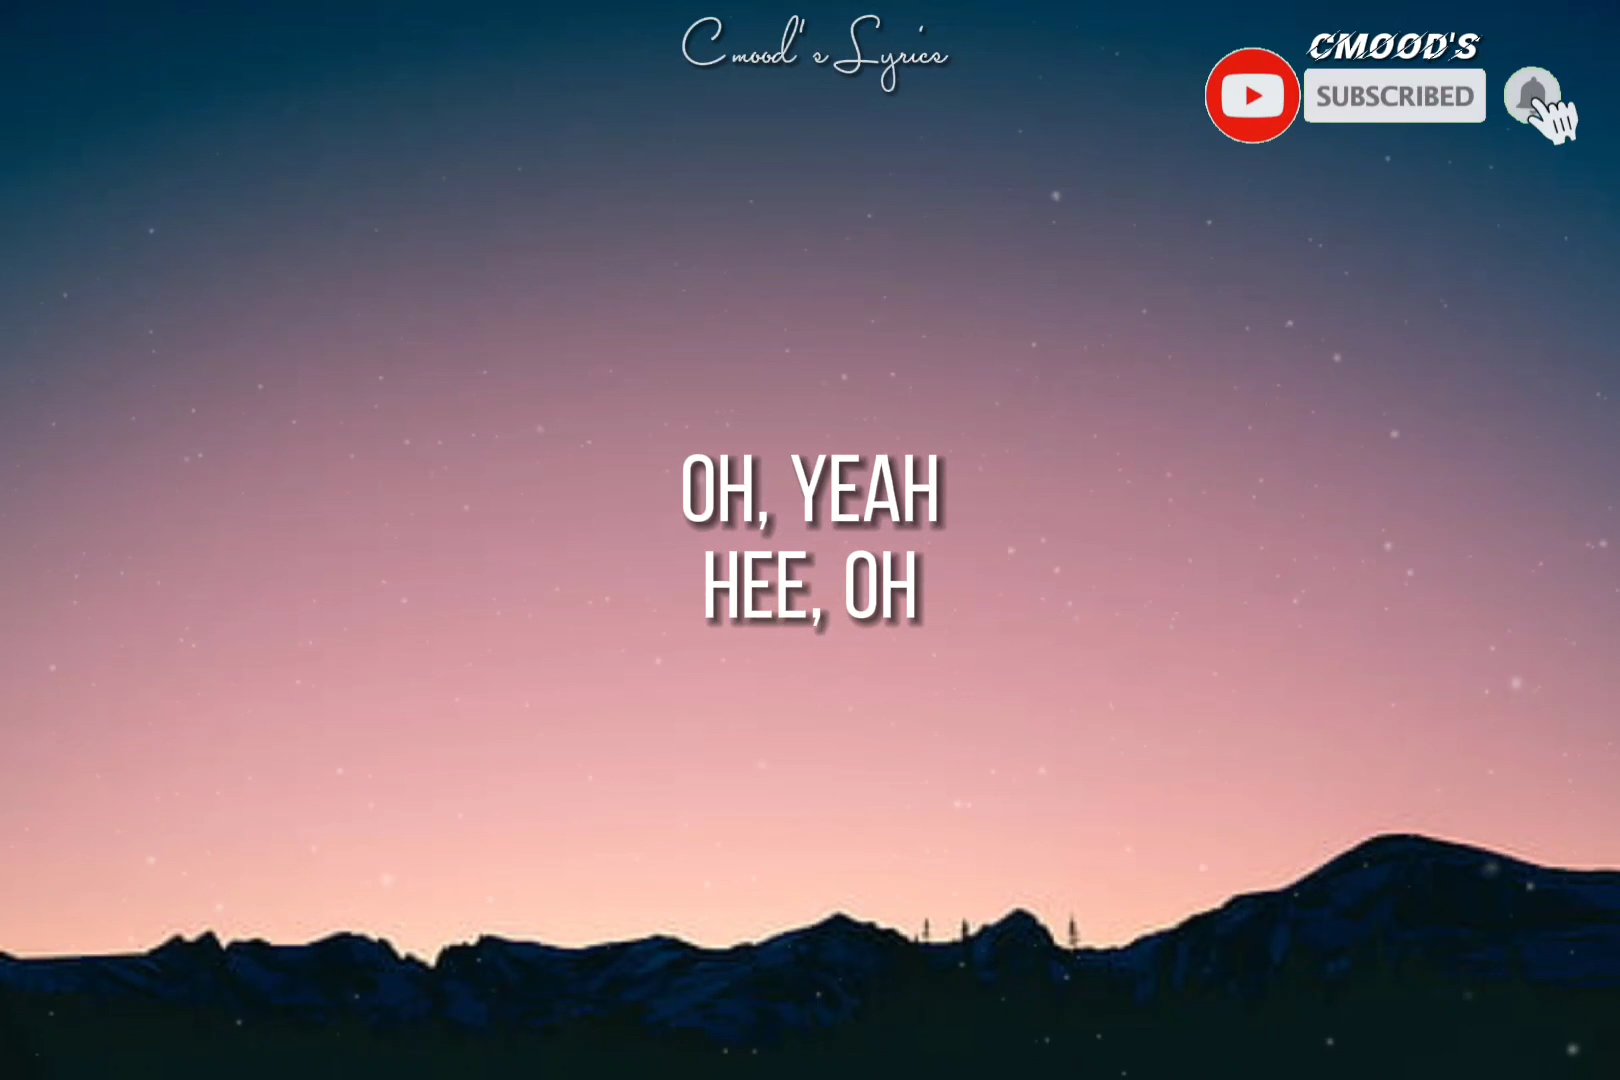 Cmood's Lyrics
CMOOD'S
SUBSCRIBED
OH, YEAH
HEE, OH